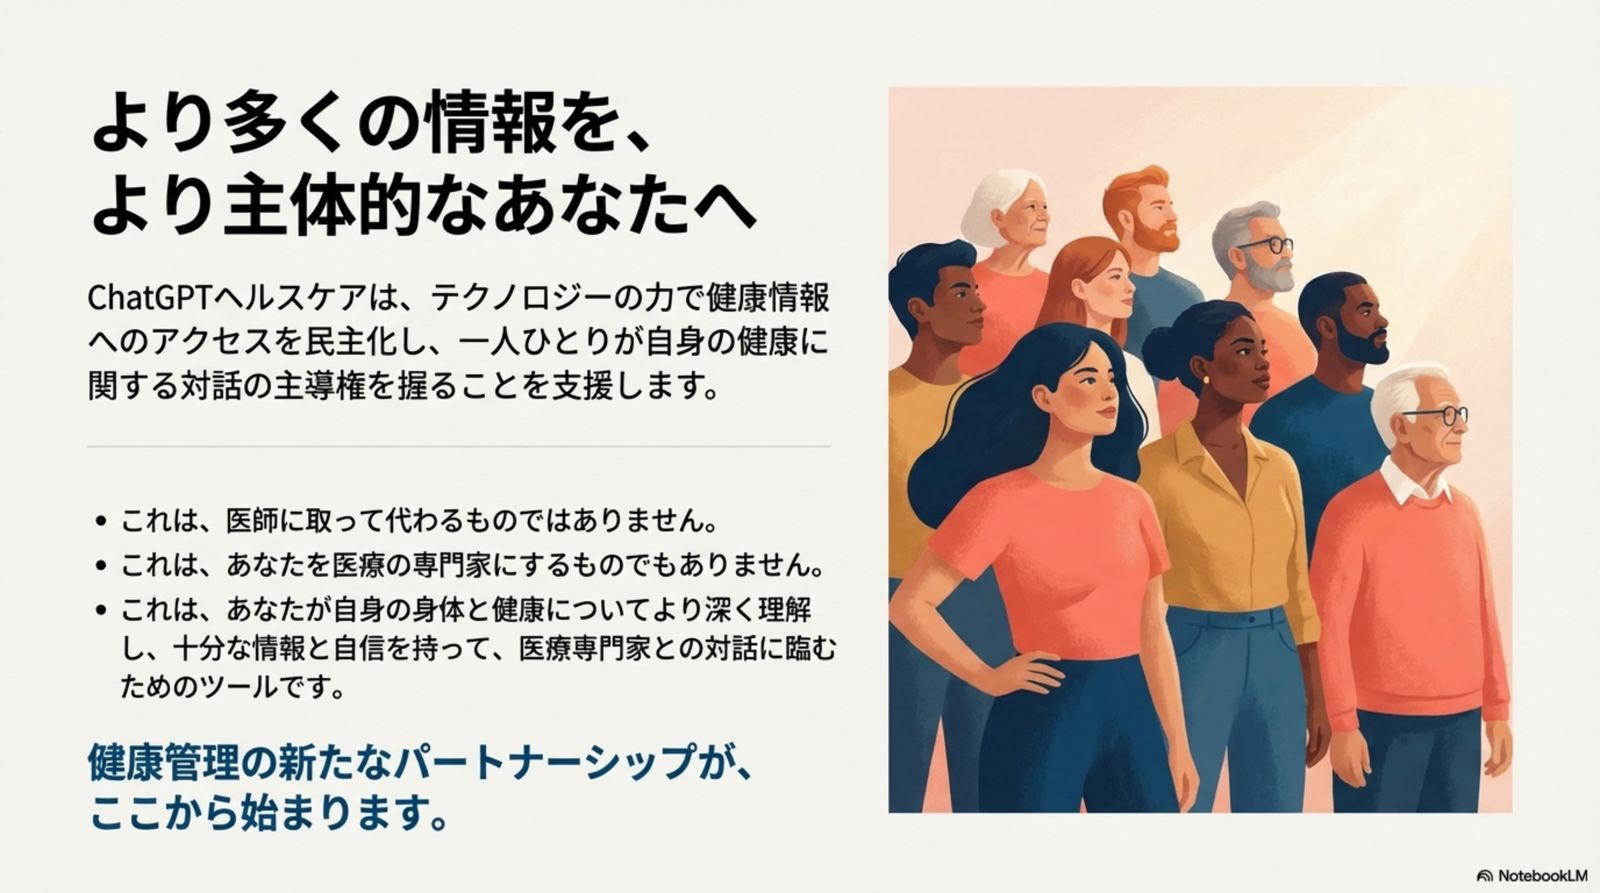 より多くの情報を、
より主体的なあなたへ
ChatGPTヘルスケアは、テクノロジーの力で健康情報
へのアクセスを民主化し、一人ひとりが自身の健康に
関する対話の主導権を握ることを支援します。
• これは、医師に取って代わるものではありません。
• これは、あなたを医療の専門家にするものでもありません。
• これは、あなたが自身の身体と健康についてより深く理解
し、十分な情報と自信を持って、医療専門家との対話に臨む
ためのツールです。
健康管理の新たなパートナーシップが、
ここから始まります。
NotebookLM